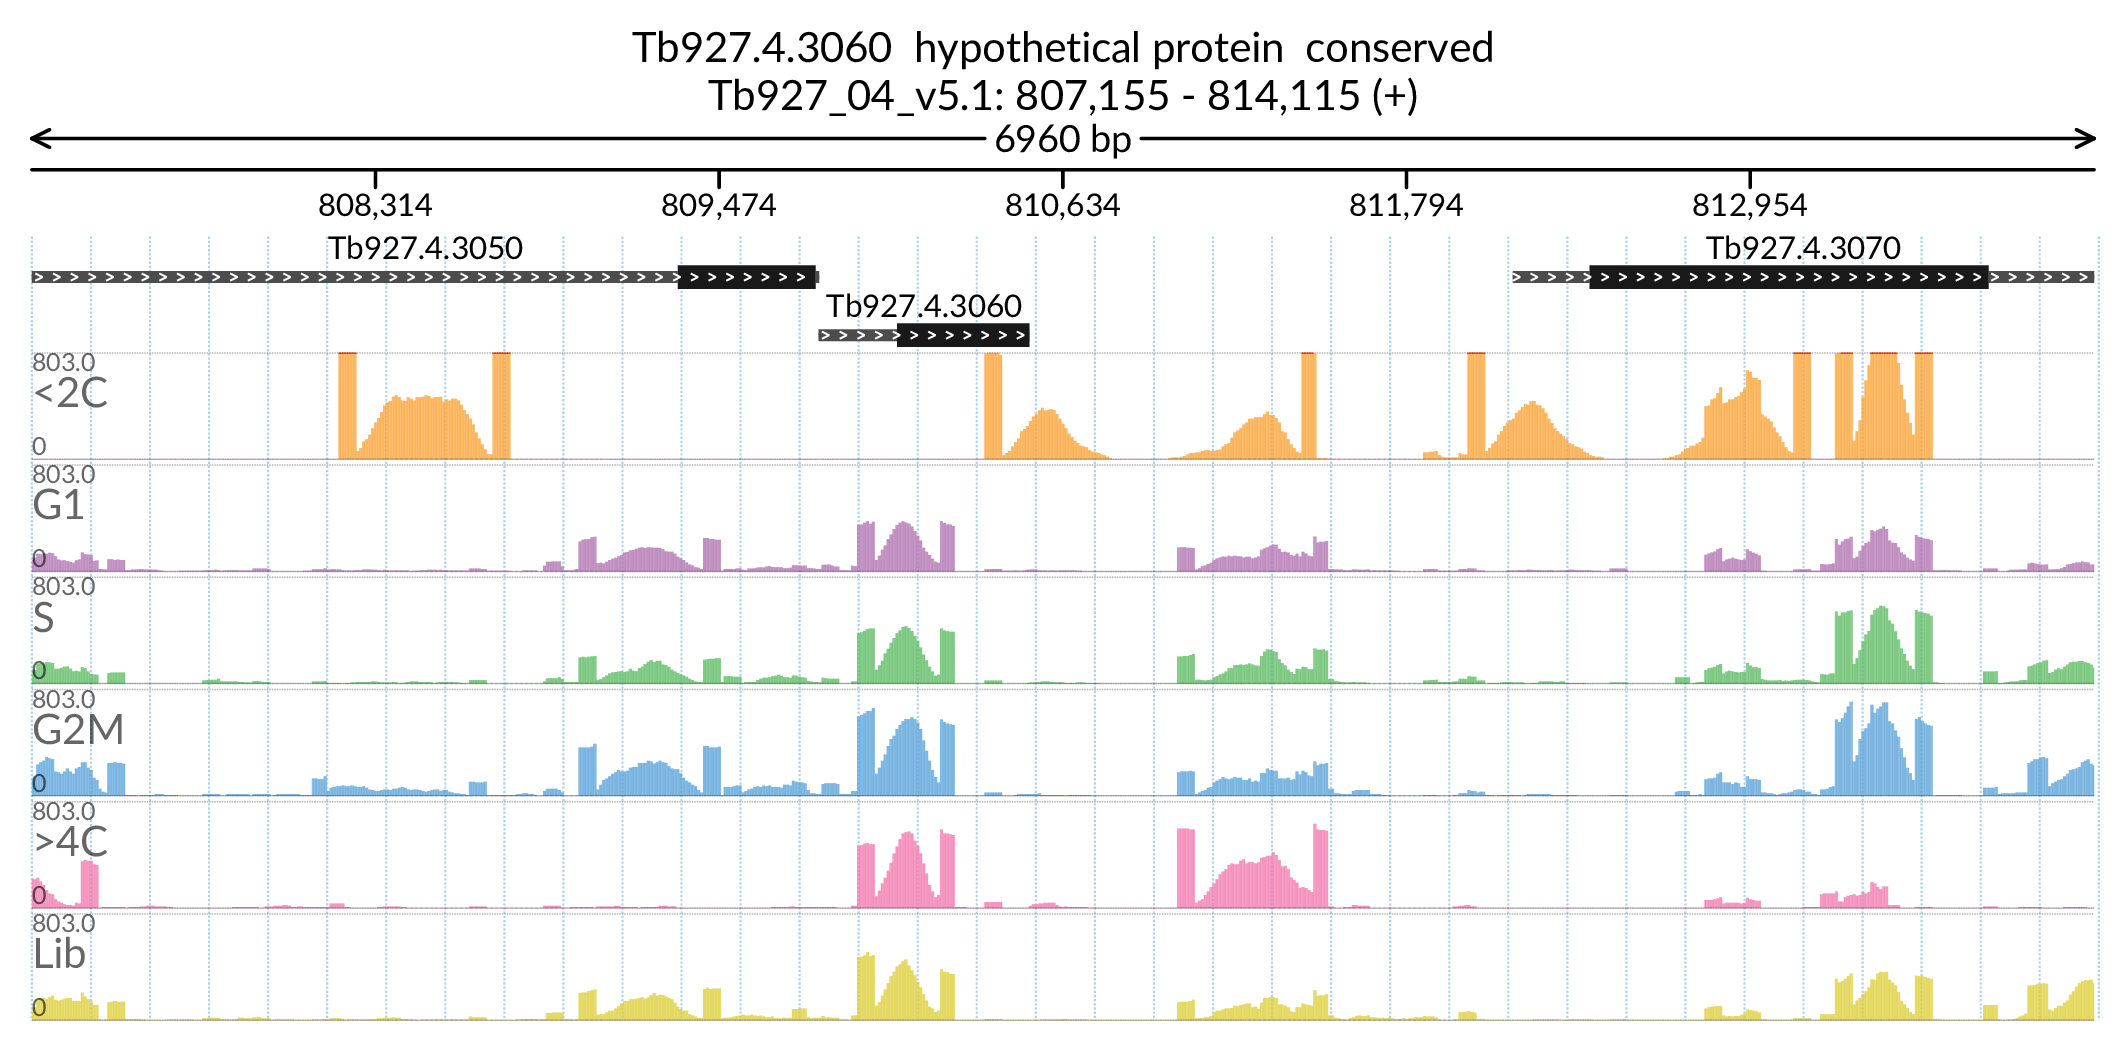 Tb927.4.3060 hypothetical protein conserved
Tb927_04_v5.1: 807,155 - 814,115 (+)
6960 bp
808,314 809,474 810,634 811,794 812,954
Tb927.4.3050 Tb927.4.3070
Tb927.4.3060
803.0
<2C
0
803.0
G1
0
803.0
S
0
803.0
G2M
0
803.0
>4C
0
803.0
Lib
0